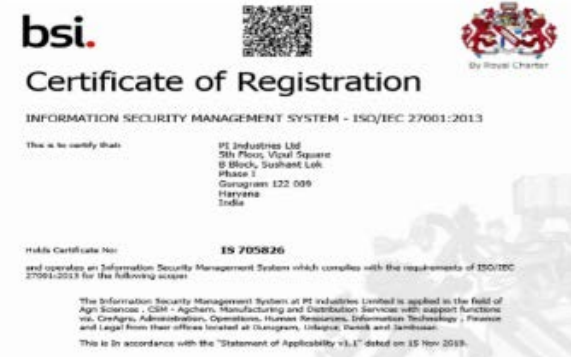 bsi.
By Royal Charter
Certificate of Registration
INFORMATION SECURITY MANAGEMENT SYSTEM - ISO/IEC 27001:2013
This is to certify that:
PI Industries Ltd
5th Floor, Vipul Square
B Block, Sushant Lok
Phase I
Gurugram 122 009
Haryana
India
Holds Certificate No:
IS 705826
and operates an Information Security Management System which complies with the requirements of ISO/IEC
27001:2013 for the following scope:
The Information Security Management System at PI Industries Limited is applied in the field of
Agri Sciences , CSM - Agchem. Manufacturing and Distribution Services with support functions
viz. Administration, Operations, Human Resources, Information Technology , Finance
and Legal from their offices located at Gurugram, Udaipur, and Jambusar.
This is in accordance with the "Statement of Applicability v1.1" dated on 15 Nov 2019.